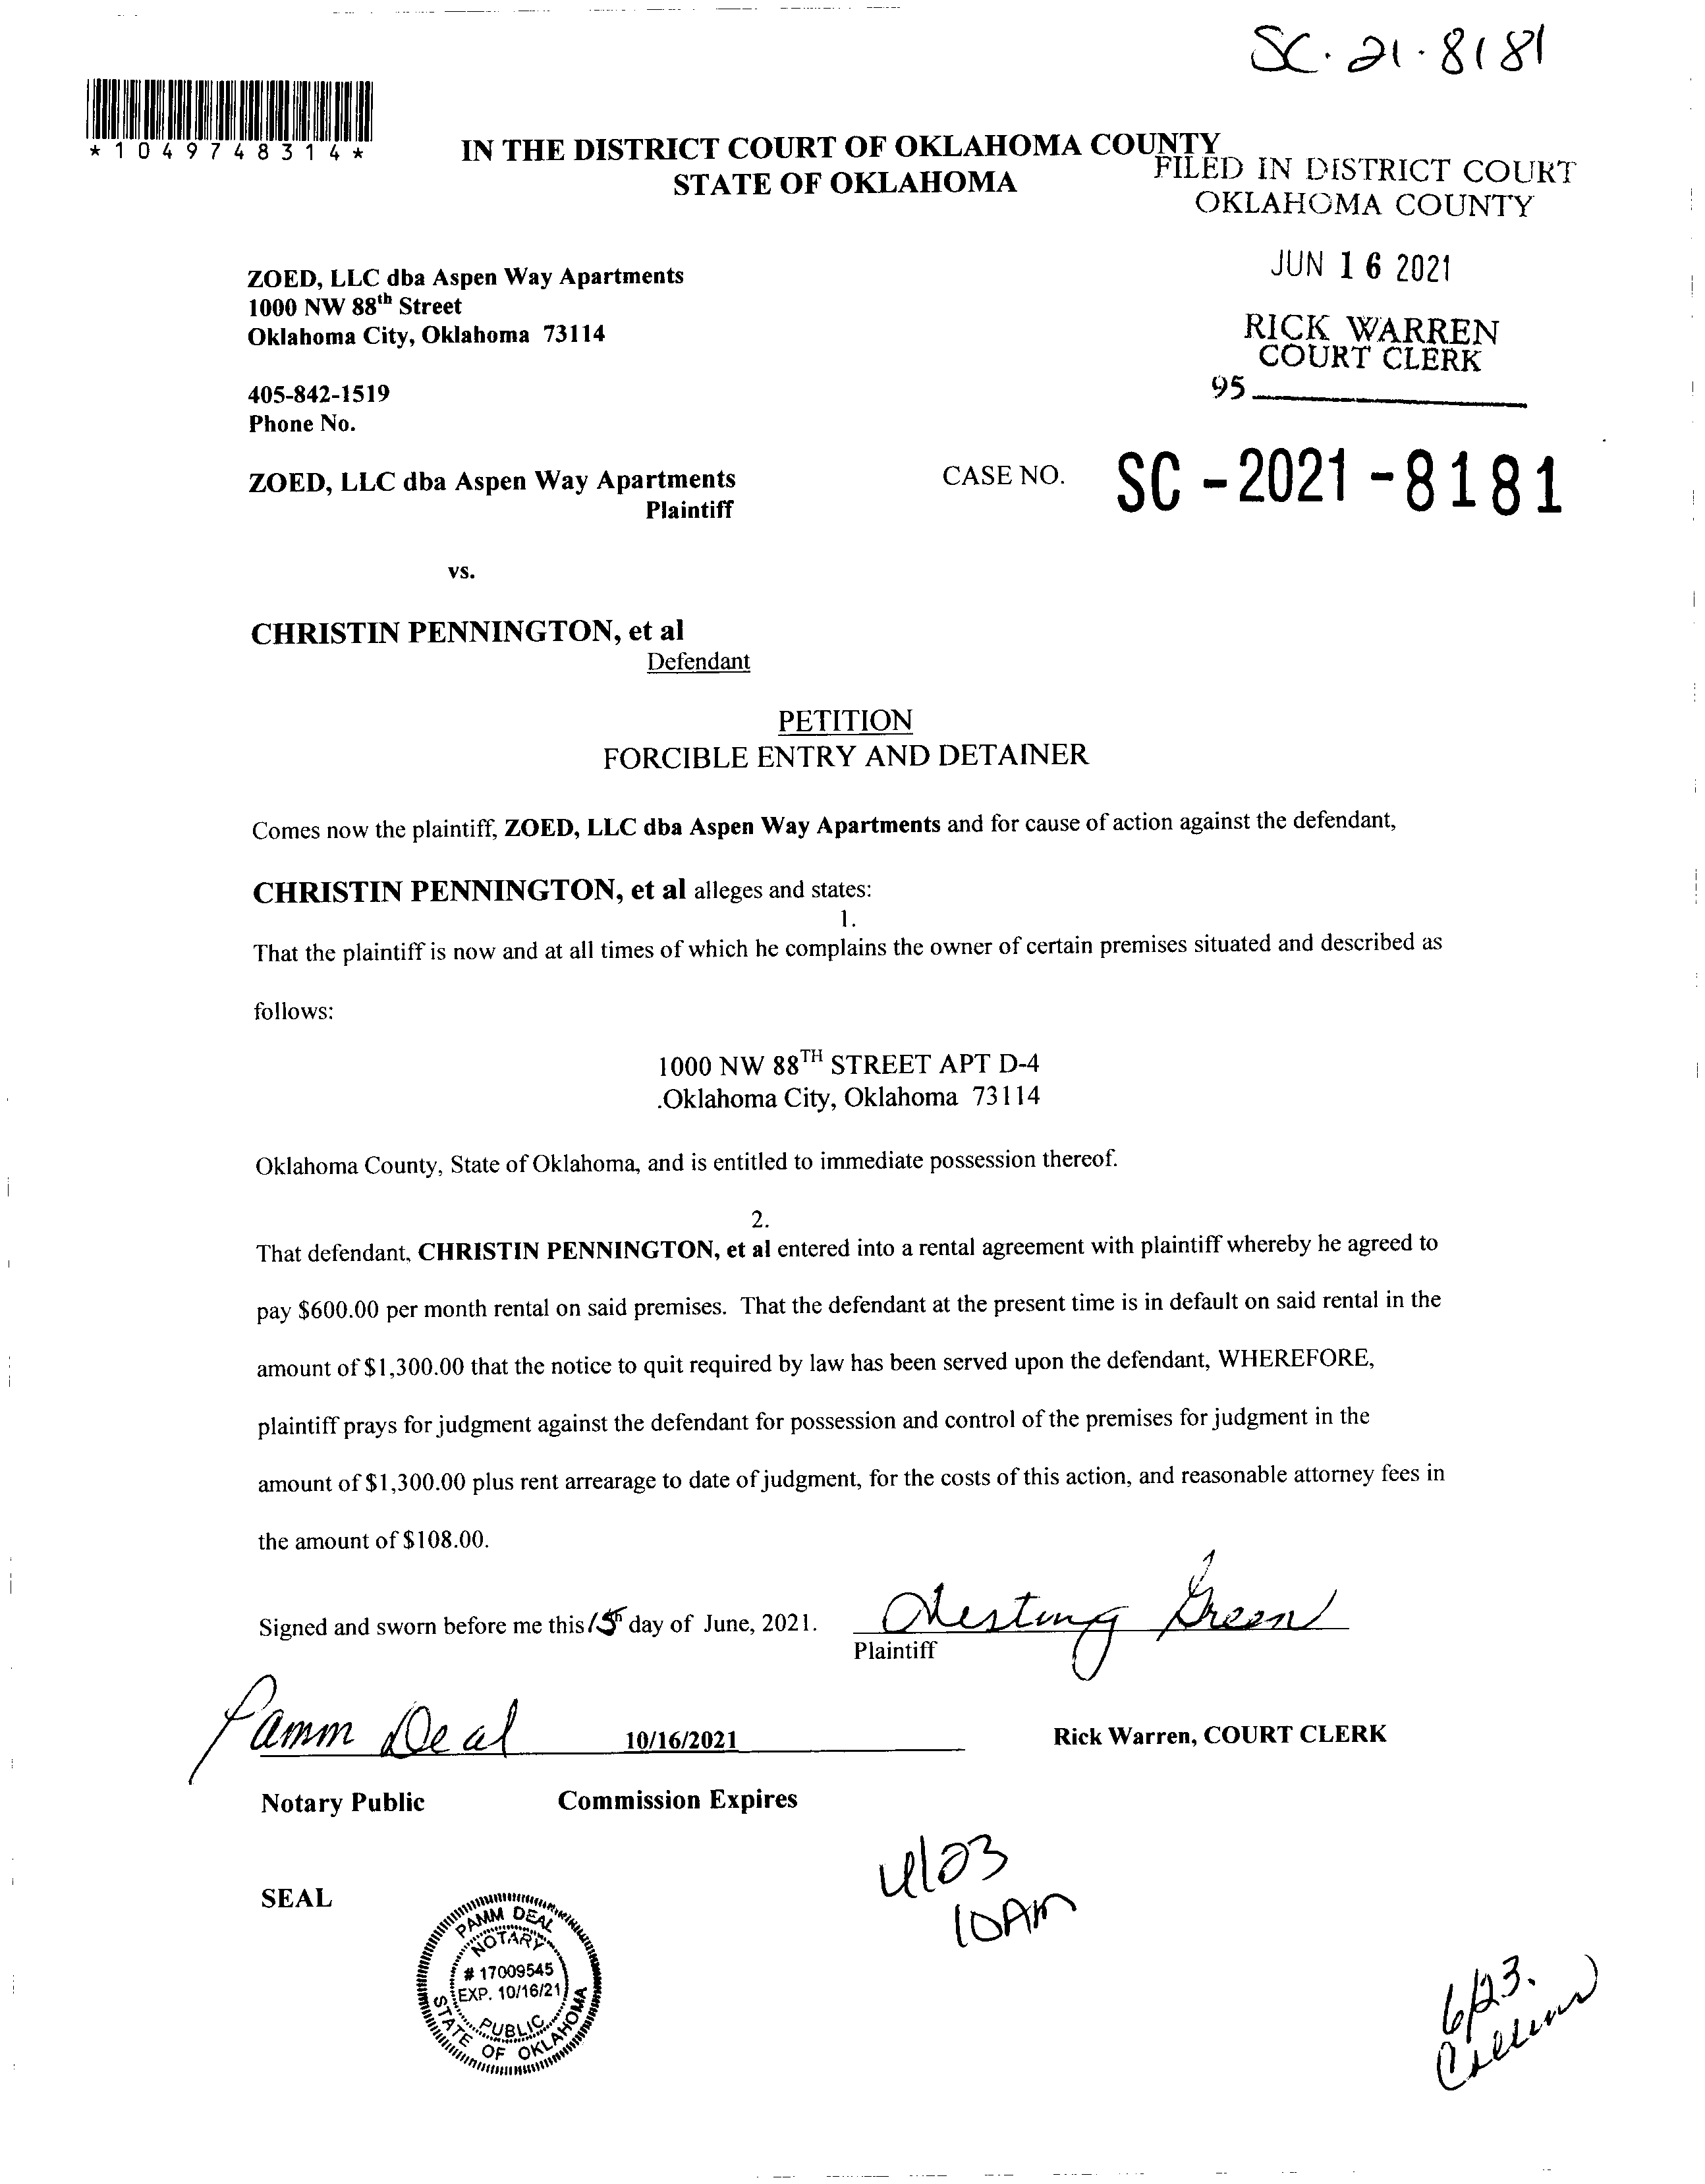 SC-21-8181
*1049748314*
IN THE DISTRICT COURT OF OKLAHOMA COUNTY
STATE OF OKLAHOMA
FILED IN DISTRICT COURT
OKLAHOMA COUNTY
JUN 16 2021
RICK WARREN
COURT CLERK
95
ZOED, LLC dba Aspen Way Apartments
1000 NW 88th Street
Oklahoma City, Oklahoma 73114
405-842-1519
Phone No.
ZOED, LLC dba Aspen Way Apartments
Plaintiff
CASE NO. SC-2021-8181
vs.
CHRISTIN PENNINGTON, et al
Defendant
PETITION
FORCIBLE ENTRY AND DETAINER
Comes now the plaintiff, ZOED, LLC dba Aspen Way Apartments and for cause of action against the defendant,
CHRISTIN PENNINGTON, et al alleges and states:
1.
That the plaintiff is now and at all times of which he complains the owner of certain premises situated and described as
follows:
1000 NW 88TH STREET APT D-4
.Oklahoma City, Oklahoma 73114
Oklahoma County, State of Oklahoma, and is entitled to immediate possession thereof.
2.
That defendant, CHRISTIN PENNINGTON, et al entered into a rental agreement with plaintiff whereby he agreed to
pay $600.00 per month rental on said premises. That the defendant at the present time is in default on said rental in the
amount of $1,300.00 that the notice to quit required by law has been served upon the defendant, WHEREFORE,
plaintiff prays for judgment against the defendant for possession and control of the premises for judgment in the
amount of $1,300.00 plus rent arrearage to date of judgment, for the costs of this action, and reasonable attorney fees in
the amount of $108.00.
Signed and sworn before me this 15th day of June, 2021.
Green
Plaintiff
Pamm Deal 10/16/2021
Rick Warren, COURT CLERK
Notary Public Commission Expires
SEAL
PAMM DEAL
NOTARY
# 17009545
EXP. 10/16/21
PUBLIC
STATE OF OKLAHOMA
10AM
6/23.